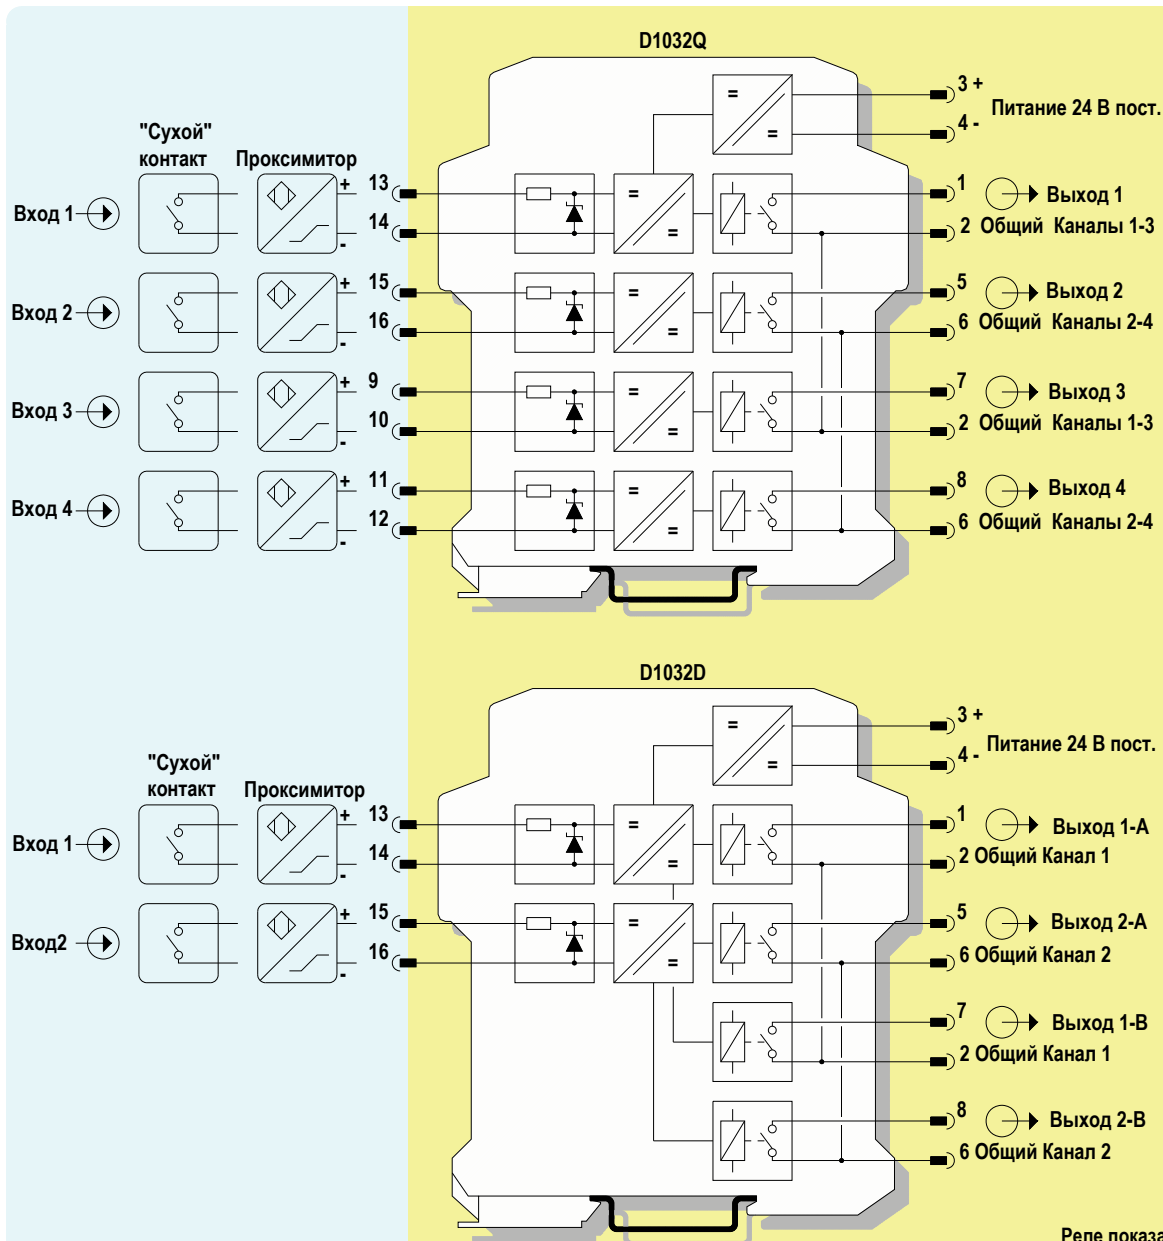 D1032Q
3 +
Питание 24 В пост.
4 -
"Сухой"
контакт
Проксимитор
Вход 1
+ 13
14
-
1
Выход 1
2 Общий Каналы 1-3
Вход 2
+ 15
16
-
5
Выход 2
6 Общий Каналы 2-4
Вход 3
+ 9
10
-
7
Выход 3
2 Общий Каналы 1-3
Вход 4
+ 11
12
-
8
Выход 4
6 Общий Каналы 2-4
D1032D
3 +
Питание 24 В пост.
4 -
"Сухой"
контакт
Проксимитор
Вход 1
+ 13
14
-
1
Выход 1-A
2 Общий Канал 1
Вход2
+ 15
16
-
5
Выход 2-A
6 Общий Канал 2
7
Выход 1-B
2 Общий Канал 1
8
Выход 2-B
6 Общий Канал 2
Реле показа